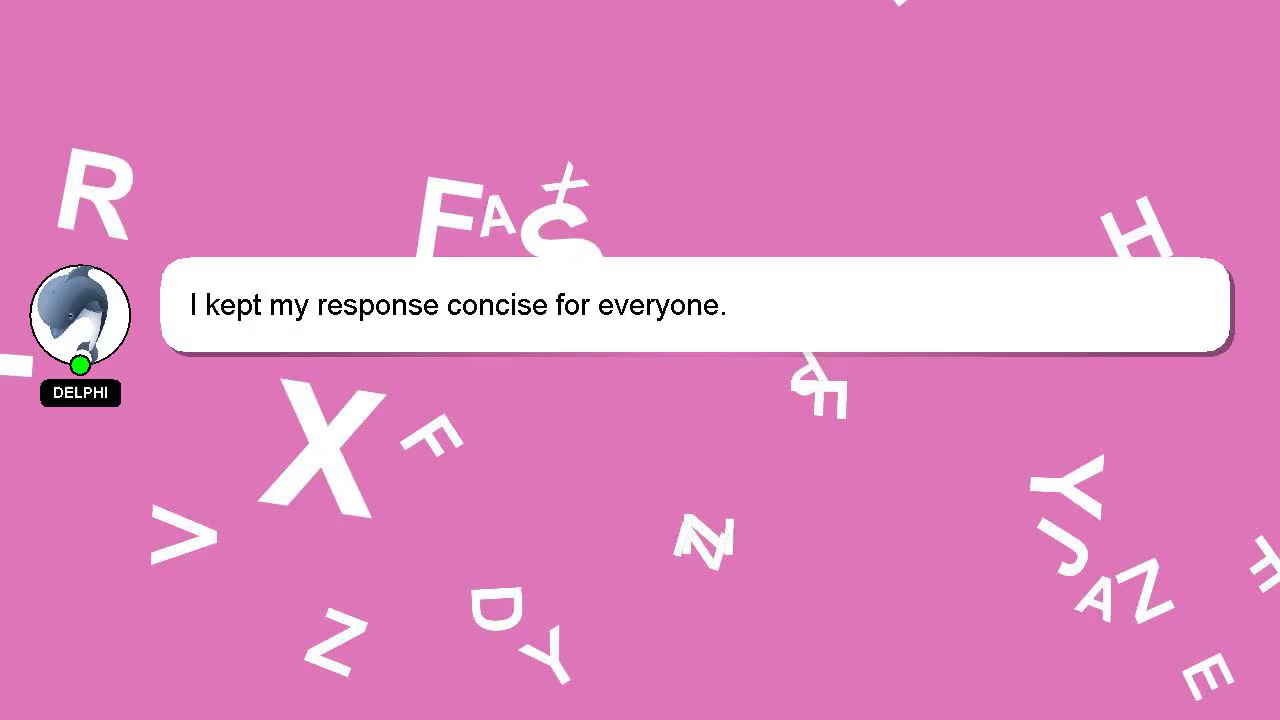 R
F
A
X
S
H
I kept my response concise for everyone.
DELPHI
X
F
F
Y
V
N
Z
J
A
Z
F
D
Y
Z
E